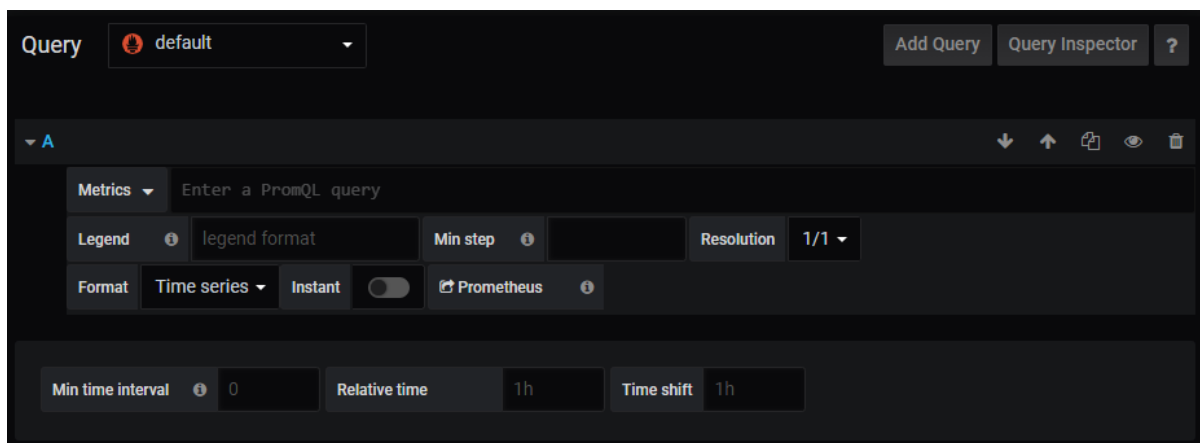 Query default Add Query Query Inspector ?
A
Metrics Enter a PromQL query
Legend legend format Min step Resolution 1/1
Format Time series Instant Prometheus
Min time interval 0 Relative time 1h Time shift 1h